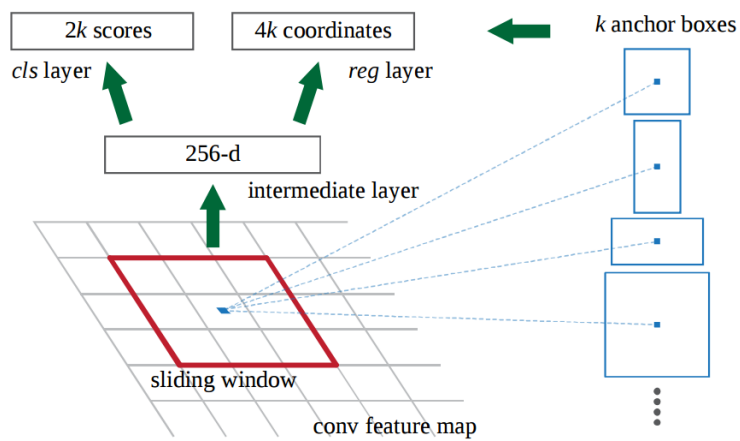 2k scores
4k coordinates
k anchor boxes
cls layer
reg layer
256-d
intermediate layer
sliding window
conv feature map